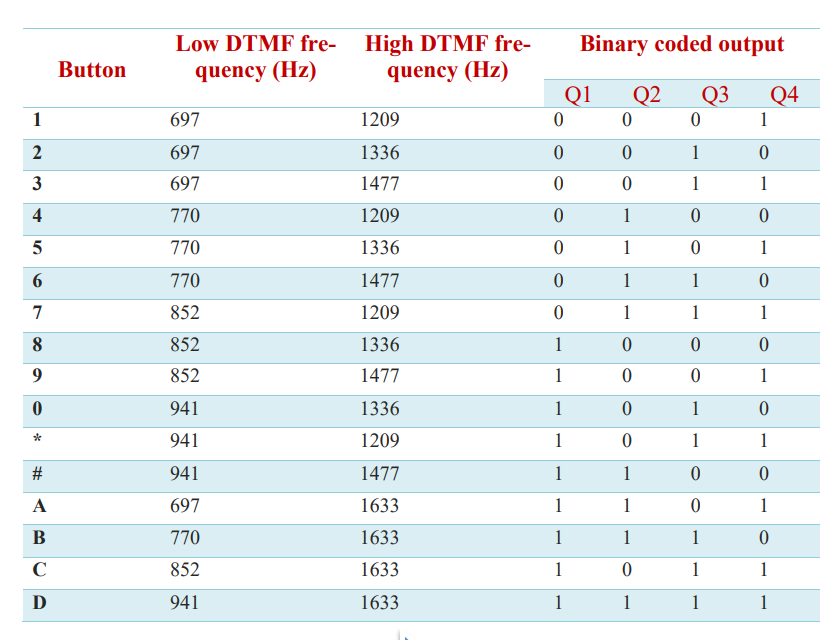 Button Low DTMF fre- High DTMF fre- Binary coded output
quency (Hz) quency (Hz)
Q1 Q2 Q3 Q4
1 697 1209 0 0 0 1
2 697 1336 0 0 1 0
3 697 1477 0 0 1 1
4 770 1209 0 1 0 0
5 770 1336 0 1 0 1
6 770 1477 0 1 1 0
7 852 1209 0 1 1 1
8 852 1336 1 0 0 0
9 852 1477 1 0 0 1
0 941 1336 1 0 1 0
* 941 1209 1 0 1 1
# 941 1477 1 1 0 0
A 697 1633 1 1 0 1
B 770 1633 1 1 1 0
C 852 1633 1 0 1 1
D 941 1633 1 1 1 1